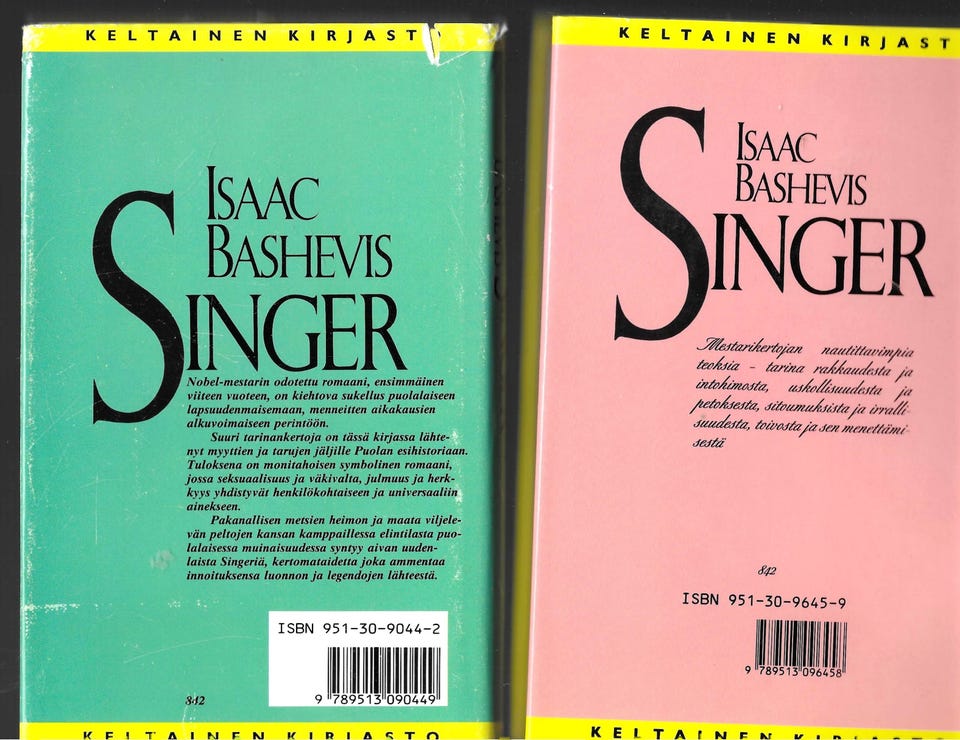 KELTAINEN KIRJASTO
ISAAC
BASHEVIS
SINGER
Nobel-mestarin odotettu romaani, ensimmäinen
viiteen vuoteen, on kiehtova sukellus puolalaiseen
lapsuudenmaisemaan, menneitten aikakausien
alkuvoimaiseen perintöön.
Suuri tarinankertoja on tässä kirjassa lähte-
nyt myyttien ja tarujen jäljille Puolan esihistoriaan.
Tuloksena on monitahoisen symbolinen romaani,
jossa seksuaalisuus ja väkivalta, julmuus ja herk-
kyys yhdistyvät henkilökohtaiseen ja universaaliin
ainekseen.
Pakanallisen metsien heimon ja maata viljele-
vän peltojen kansan kamppaillessa elintilasta puo-
lalaisessa muinaisuudessa syntyy aivan uuden-
laista Singeriä, kertomataidetta joka ammentaa
innoituksensa luonnon ja legendojen lähteestä.
ISBN 951-30-9044-2
9 789513 090449
842
KELTAINEN KIRJASTO
KELTAINEN KIRJAST
ISAAC
BASHEVIS
SINGER
Mestarikertojan nautittavimpia
teoksia - tarina rakkaudesta ja
intohimosta, uskollisuudesta ja
petoksesta, sitoumuksista ja irralli-
suudesta, toivosta ja sen menettämi-
sestä
842
ISBN 951-30-9645-9
9 789513 096458
KELTAINEN KIRJASTO